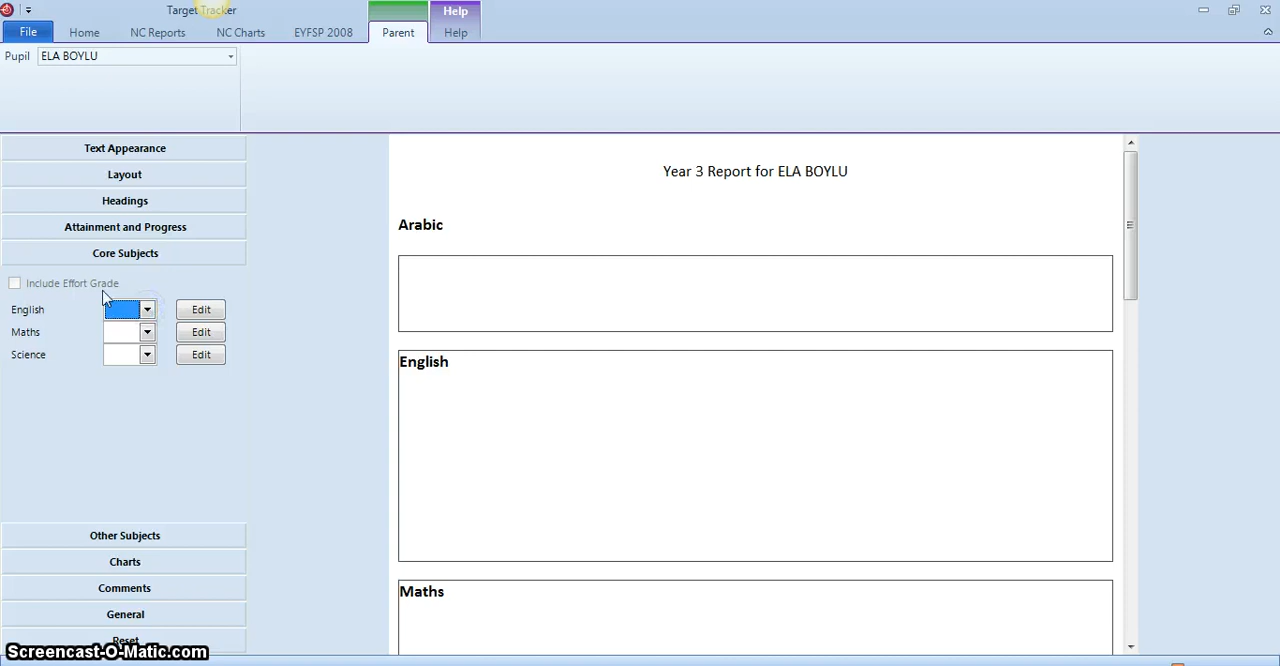 Target Tracker
Help
File
Home
NC Reports
NC Charts
EYFSP 2008
Parent
Help
Pupil
ELA BOYLU
Text Appearance
Layout
Headings
Attainment and Progress
Core Subjects
Include Effort Grade
English
Edit
Maths
Edit
Science
Edit
Other Subjects
Charts
Comments
General
Reset
Year 3 Report for ELA BOYLU
Arabic
English
Maths
Screencast-O-Matic.com